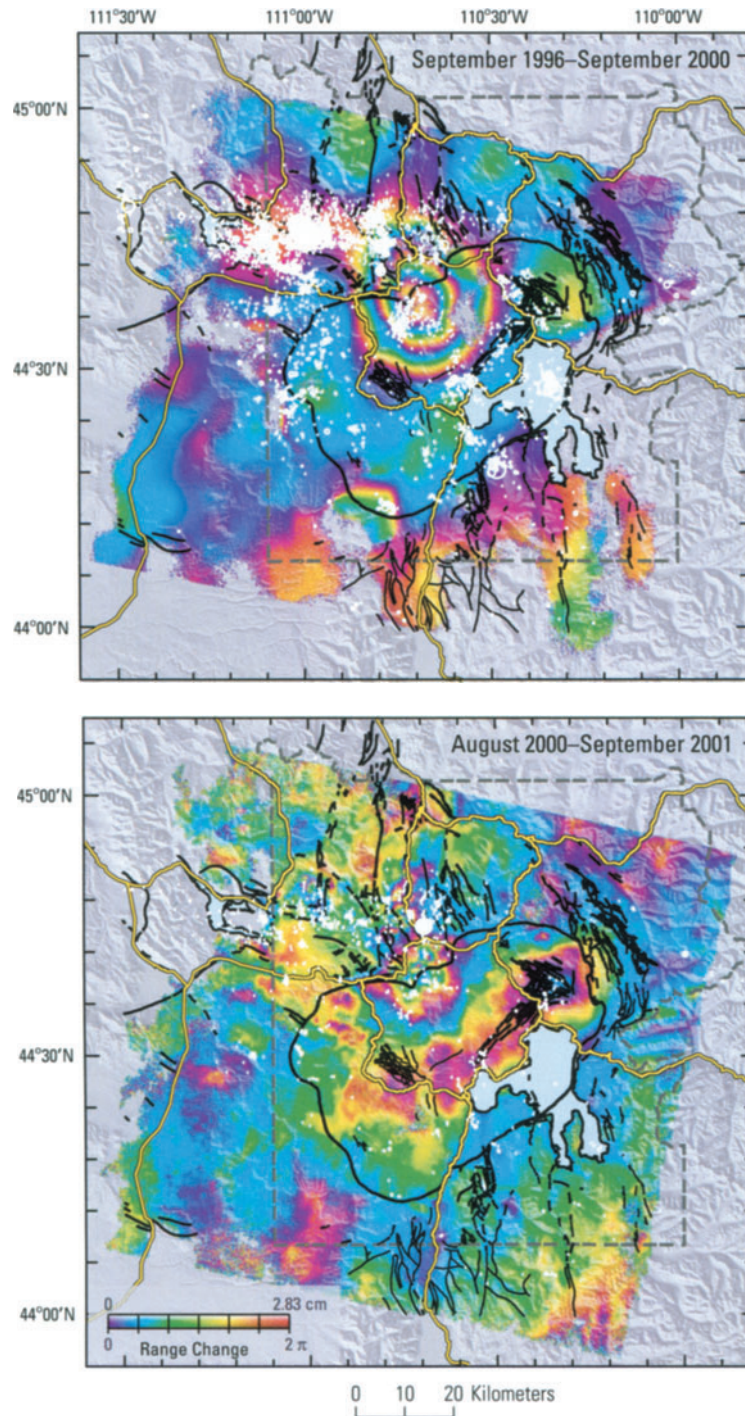 111°30'W 111°00'W 110°30'W 110°00'W
September 1996–September 2000
45°00'N
44°30'N
44°00'N
August 2000–September 2001
45°00'N
44°30'N
44°00'N
0 2.83 cm
0 2 π
Range Change
0 10 20 Kilometers